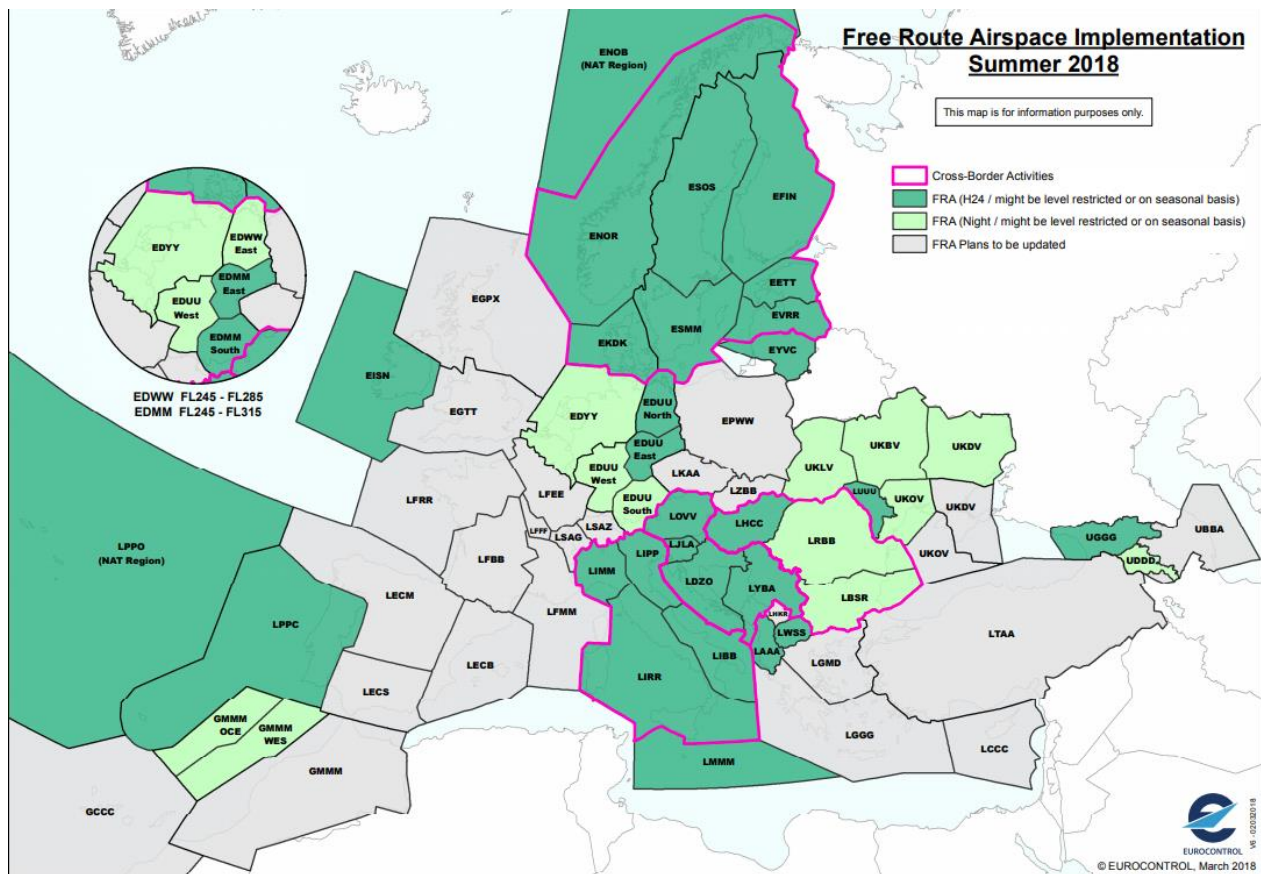 Free Route Airspace Implementation
Summer 2018
This map is for information purposes only.
Cross-Border Activities
FRA (H24 / might be level restricted or on seasonal basis)
FRA (Night / might be level restricted or on seasonal basis)
FRA Plans to be updated
ENOB
(NAT Region)
ESOS
EFIN
ENOR
EETT
EVRR
ESMM
EKDK
EYVC
EDYY
EDWW
East
EDMM
East
EDUU
West
EDMM
South
EDWW FL245 - FL285
EDMM FL245 - FL315
EGPX
EISN
EGTT
EDYY
EDUU
North
EDUU
East
EDUU
West
EDUU
South
EPWW
LKAA
LZBB
UKLV
UKBV
UKDV
LUUU
UKOV
UKDV
UKOV
LFRR
LFEE
LFFF
LSAZ
LSAG
LFBB
LFMM
LOVV
LHCC
LRBB
LJLA
LIPP
LIMM
LDZO
LYBA
LBSR
LHKR
LWSS
LAAA
LIBB
LIRR
LGMD
LTAA
UGGG
UBBA
UDDD
LPPO
(NAT Region)
LPPC
LECM
LECB
LECS
GMMM
OCE
GMMM
WES
GMMM
GCCC
LMMM
LGGG
LCCC
EUROCONTROL
V6 - 02032018
© EUROCONTROL, March 2018